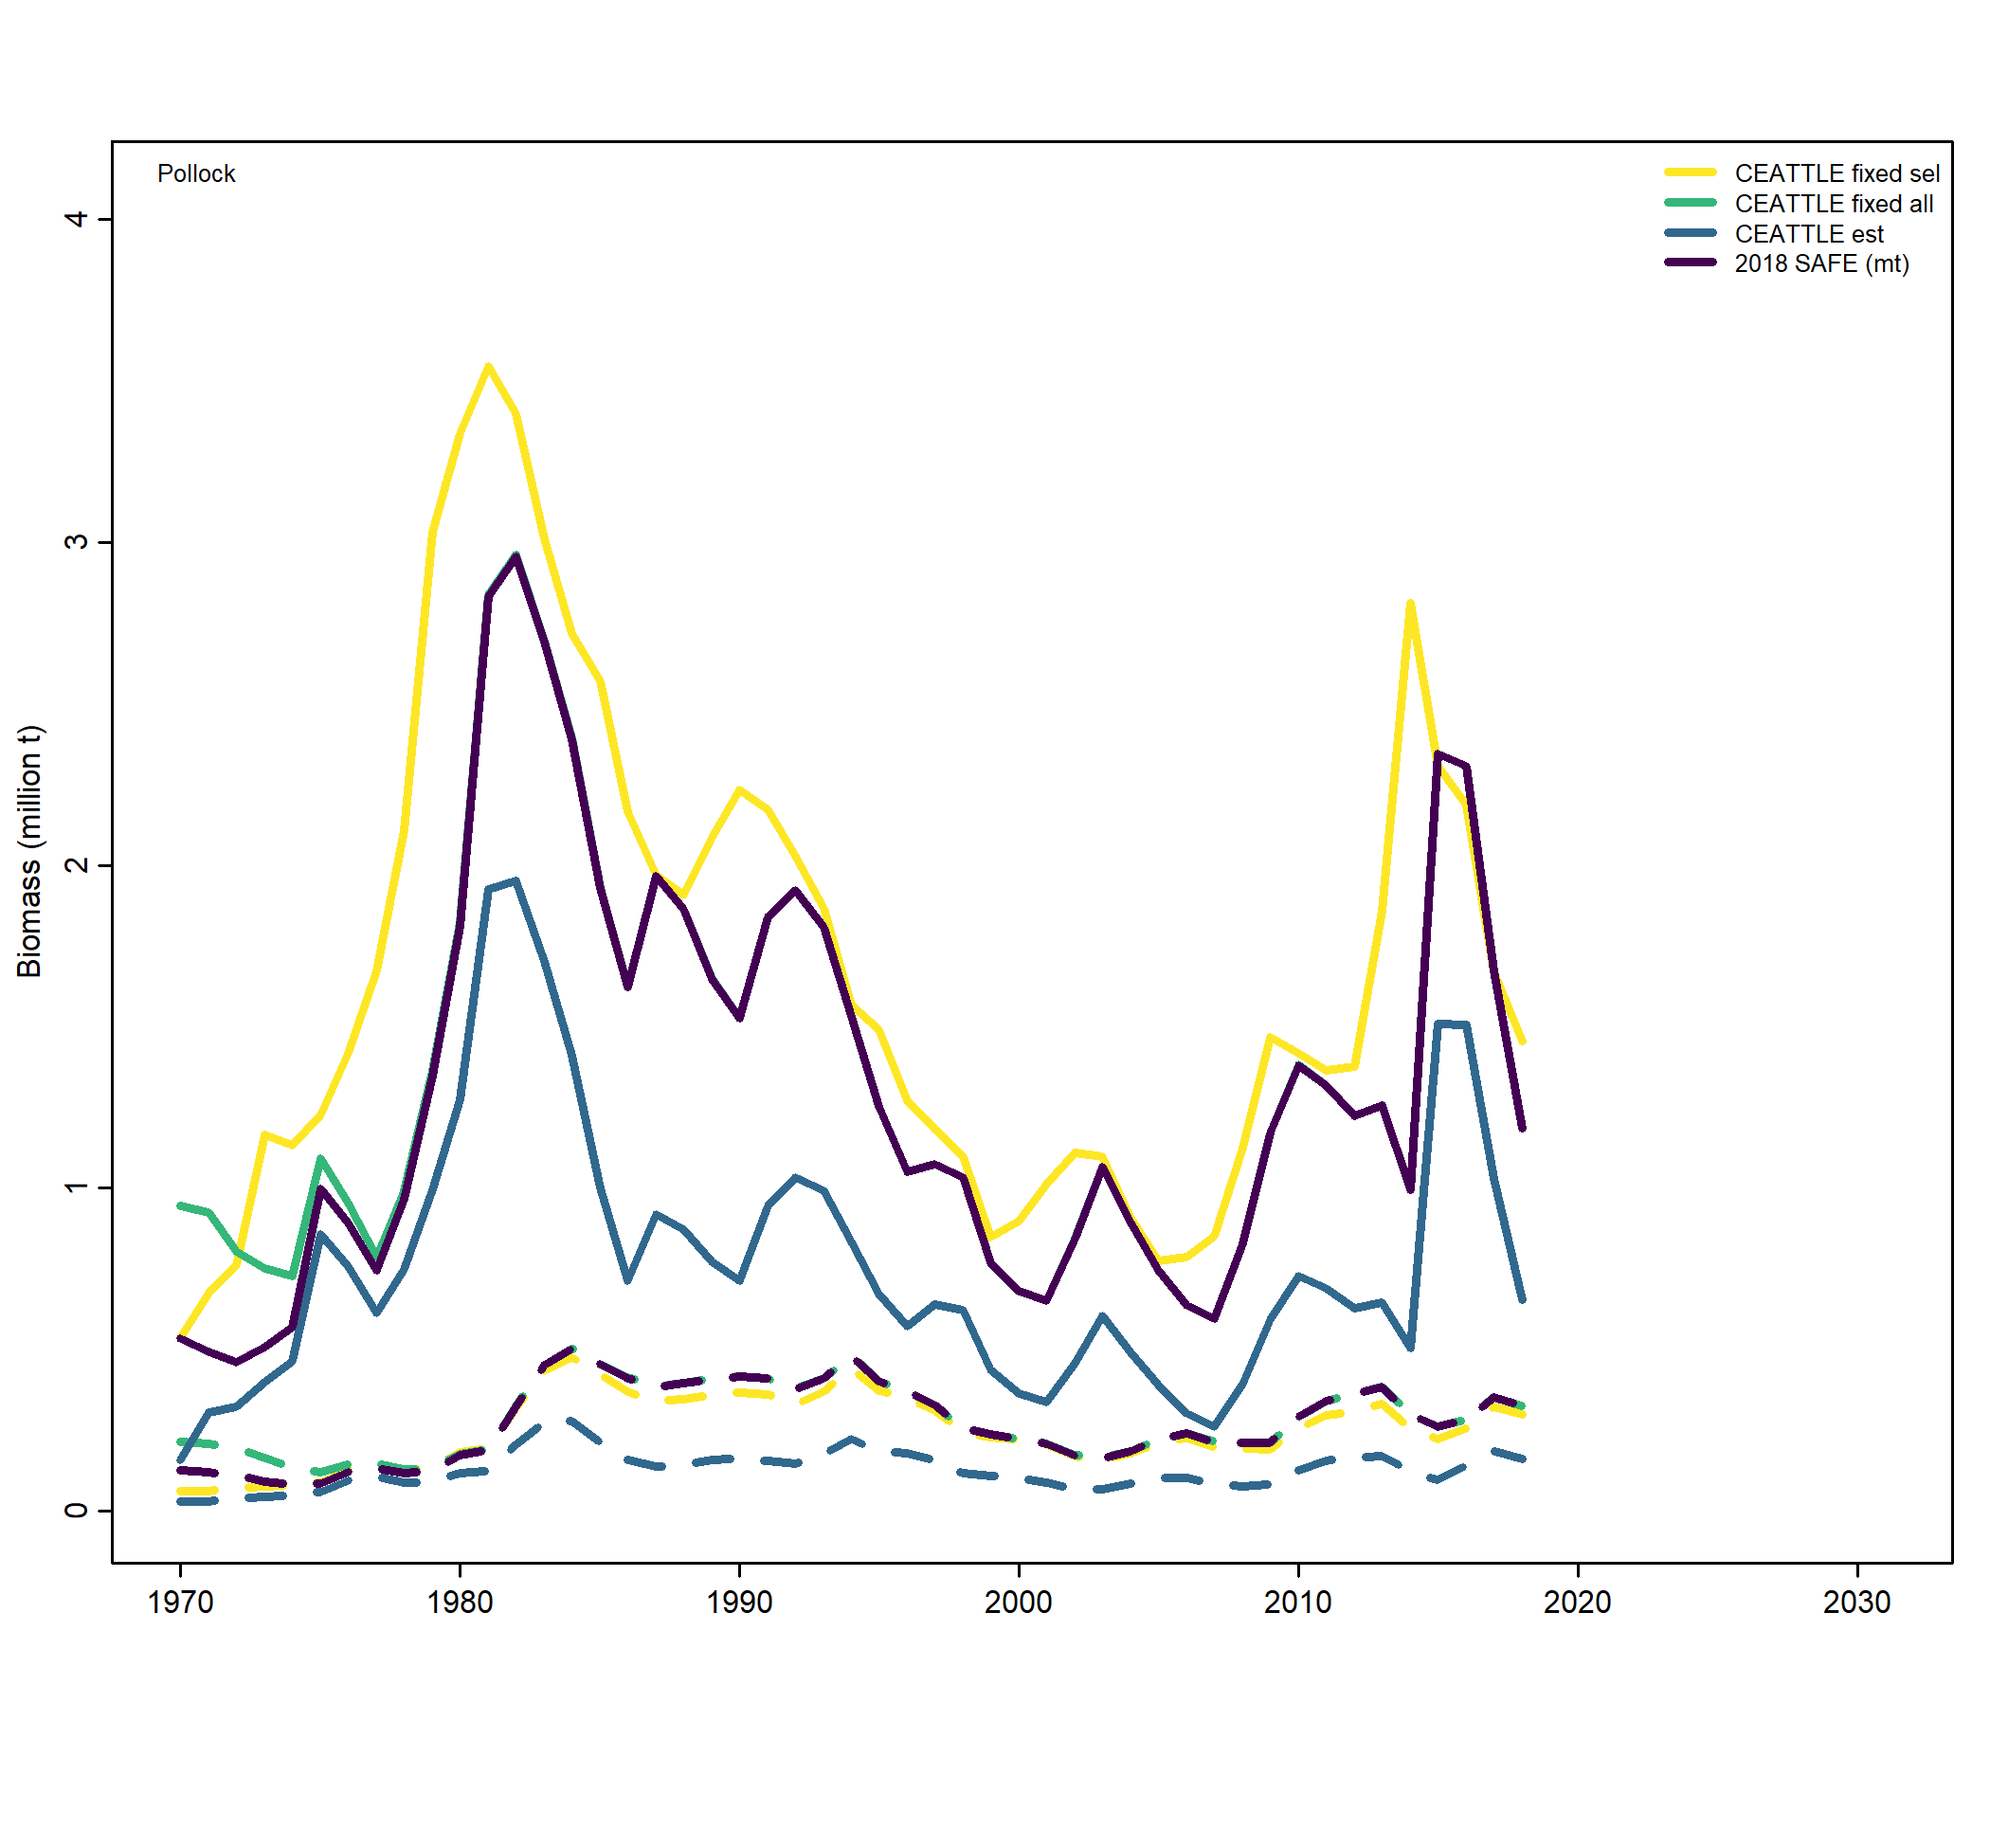 Pollock
CEATTLE fixed sel
CEATTLE fixed all
CEATTLE est
2018 SAFE (mt)
Biomass (million t)
4
3
2
1
0
1970 1980 1990 2000 2010 2020 2030